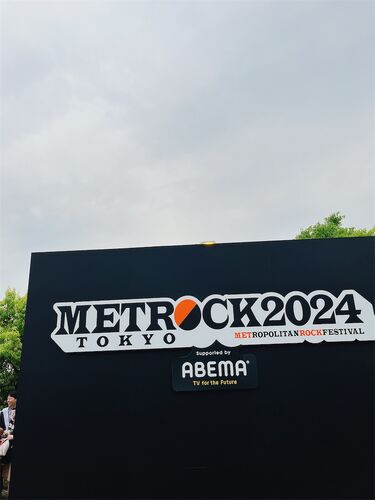 METROCK2024
TOKYO
METROPOLITANROCKFESTIVAL
Supported by
ABEMA
TV for the Future